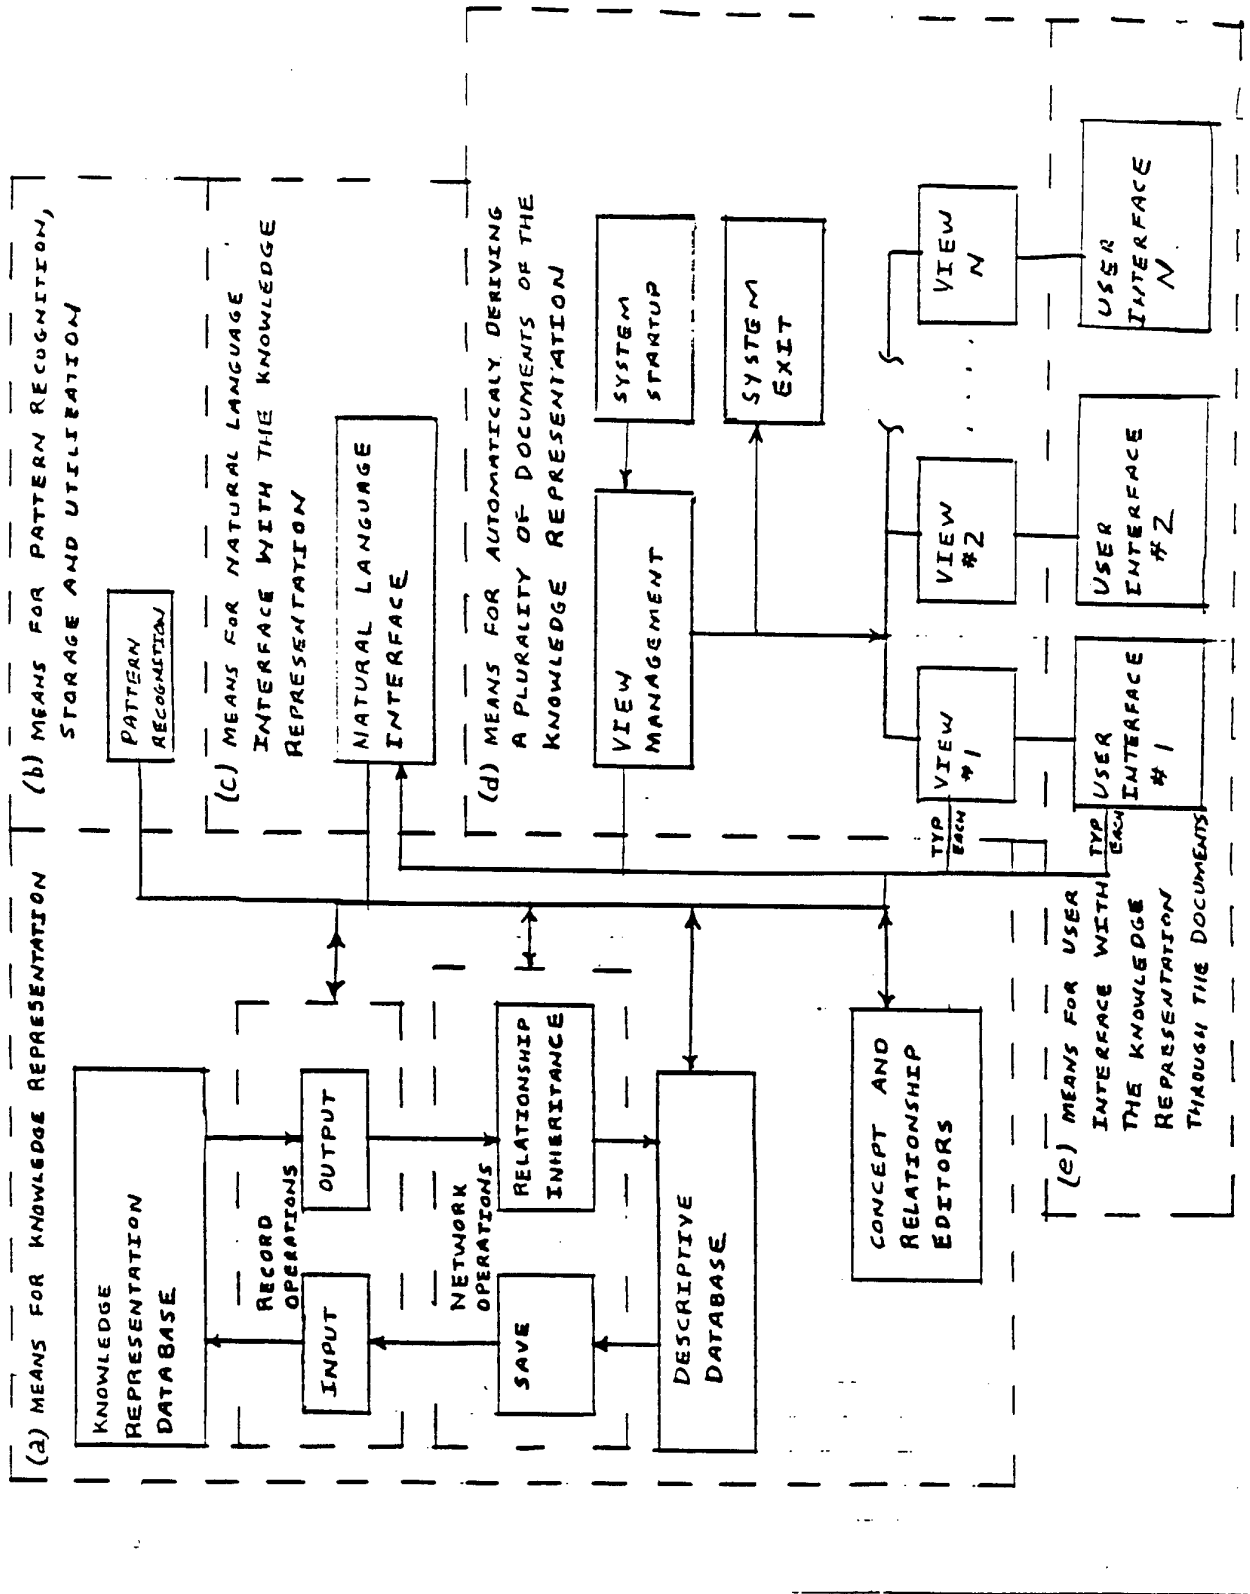 (a) MEANS FOR KNOWLEDGE REPRESENTATION
KNOWLEDGE
REPRESENTATION
DATABASE
RECORD
OPERATIONS
INPUT
OUTPUT
NETWORK
OPERATIONS
SAVE
RELATIONSHIP
INHERITANCE
DESCRIPTIVE
DATABASE
CONCEPT AND
RELATIONSHIP
EDITORS
(b) MEANS FOR PATTERN RECOGNITION,
STORAGE AND UTILIZATION
PATTERN
RECOGNITION
(c) MEANS FOR NATURAL LANGUAGE
INTERFACE WITH THE KNOWLEDGE
REPRESENTATION
NATURAL LANGUAGE
INTERFACE
(d) MEANS FOR AUTOMATICALY DERIVING
A PLURALITY OF DOCUMENTS OF THE
KNOWLEDGE REPRESENTATION
VIEW
MANAGEMENT
SYSTEM
STARTUP
SYSTEM
EXIT
TYP
EACH
VIEW
#1
VIEW
#2
. . . .
VIEW
N
(e) MEANS FOR USER
INTERFACE WITH
THE KNOWLEDGE
REPRESENTATION
THROUGH THE DOCUMENTS
TYP
EACH
USER
INTERFACE
#1
USER
INTERFACE
#2
USER
INTERFACE
N